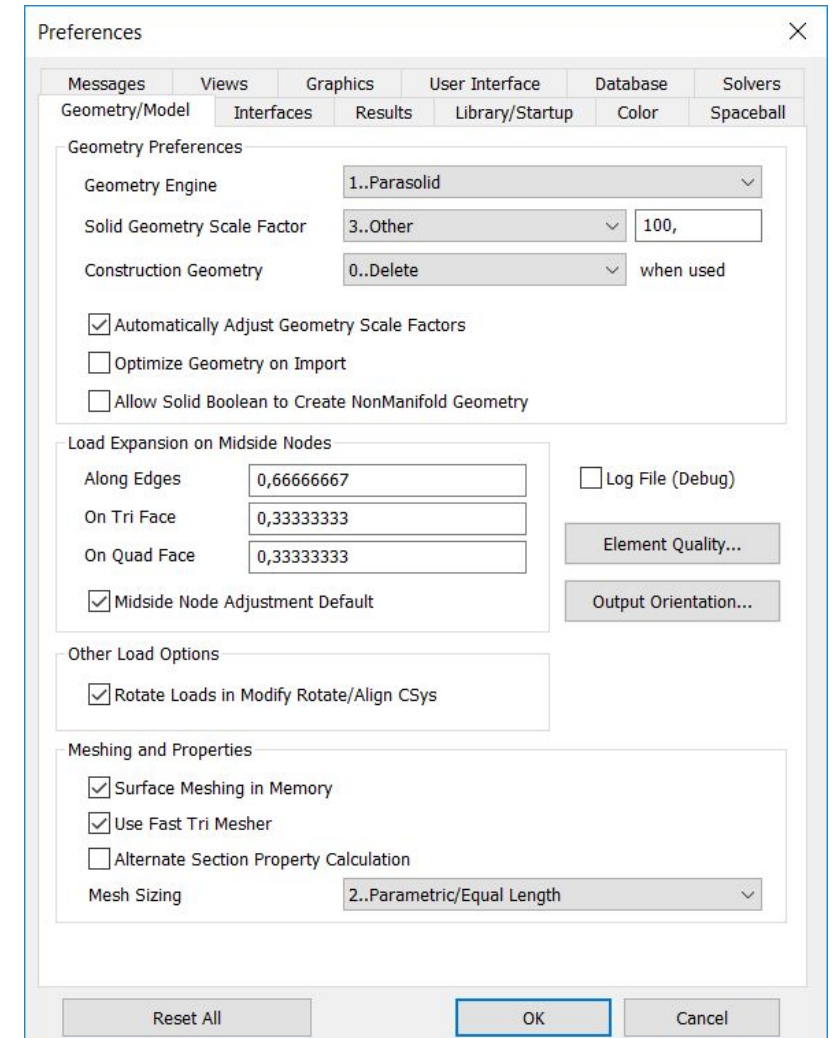 Preferences
Messages Views Graphics User Interface Database Solvers
Geometry/Model Interfaces Results Library/Startup Color Spaceball
Geometry Preferences
Geometry Engine 1..Parasolid
Solid Geometry Scale Factor 3..Other 100,
Construction Geometry 0..Delete when used
Automatically Adjust Geometry Scale Factors
Optimize Geometry on Import
Allow Solid Boolean to Create NonManifold Geometry
Load Expansion on Midside Nodes
Along Edges 0,66666667 Log File (Debug)
On Tri Face 0,33333333
On Quad Face 0,33333333 Element Quality...
Midside Node Adjustment Default Output Orientation...
Other Load Options
Rotate Loads in Modify Rotate/Align CSys
Meshing and Properties
Surface Meshing in Memory
Use Fast Tri Mesher
Alternate Section Property Calculation
Mesh Sizing 2..Parametric/Equal Length
Reset All OK Cancel